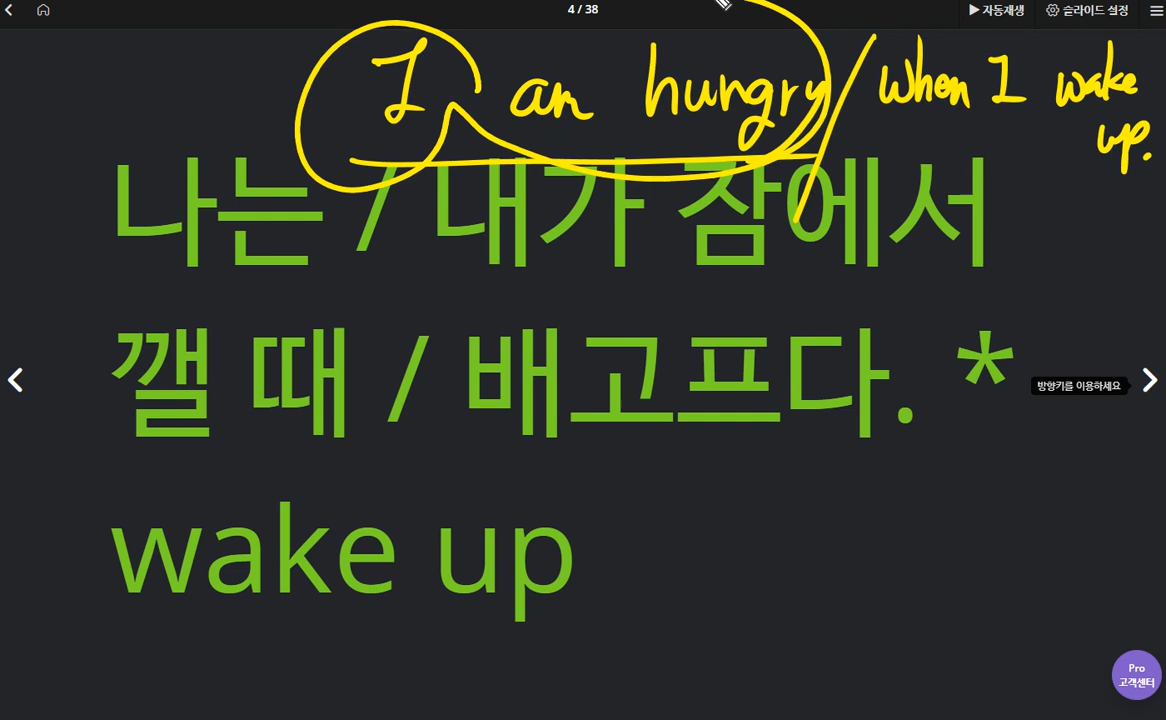 4 / 38
▶ 자동재생
슬라이드 설정
I am hungry / when I wake
up.
나는 / 내가 잠에서
깰 때 / 배고프다. *
방향키를 이용하세요
wake up
Pro
고객센터